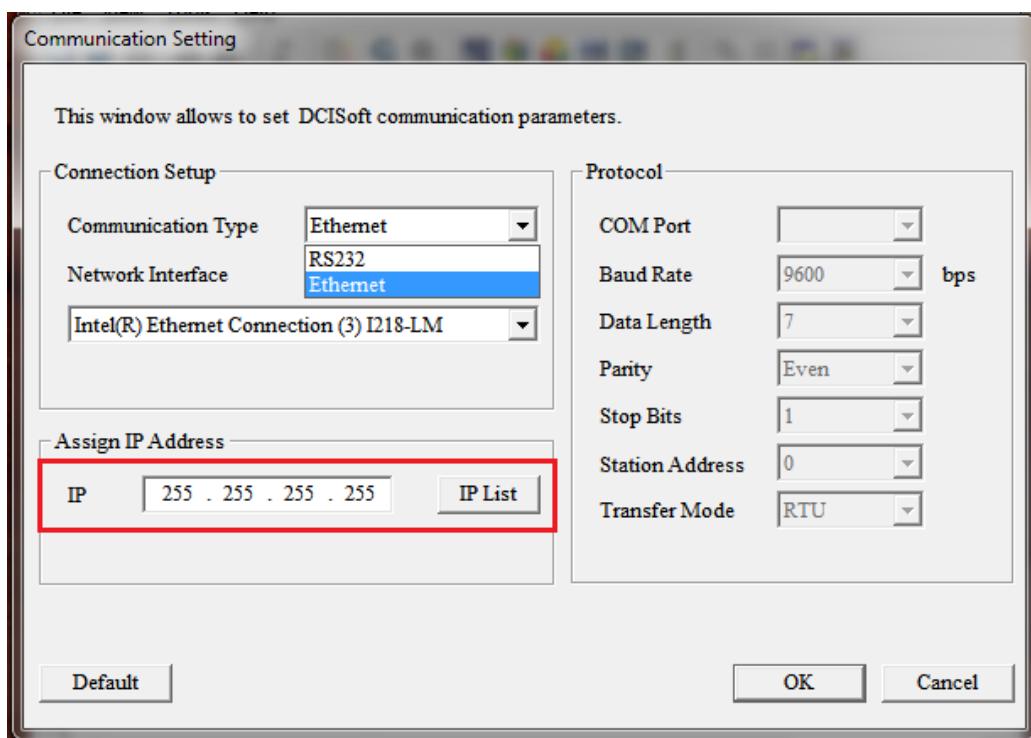 Communication Setting
This window allows to set DCISoft communication parameters.
Connection Setup
Communication Type Ethernet
RS232
Ethernet
Network Interface
Intel(R) Ethernet Connection (3) I218-LM
Assign IP Address
IP 255 . 255 . 255 . 255 IP List
Protocol
COM Port
Baud Rate 9600 bps
Data Length 7
Parity Even
Stop Bits 1
Station Address 0
Transfer Mode RTU
Default OK Cancel